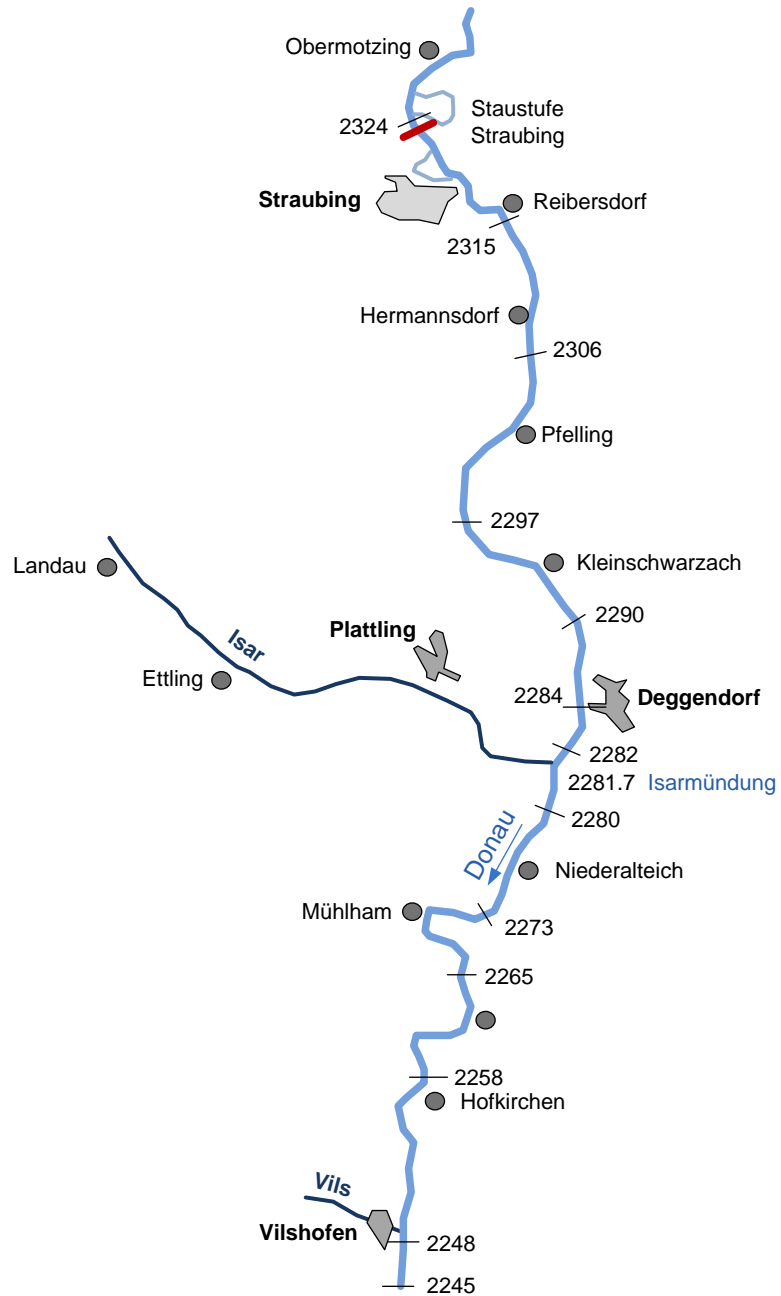 Obermotzing
Staustufe
Straubing
2324
Straubing
Reibersdorf
2315
Hermannsdorf
2306
Pfelling
2297
Landau
Kleinschwarzach
2290
Isar
Plattling
Ettling
2284
Deggendorf
2282
2281.7 Isarmündung
2280
Donau
Niederalteich
Mühlham
2273
2265
2258
Hofkirchen
Vils
Vilshofen
2248
2245